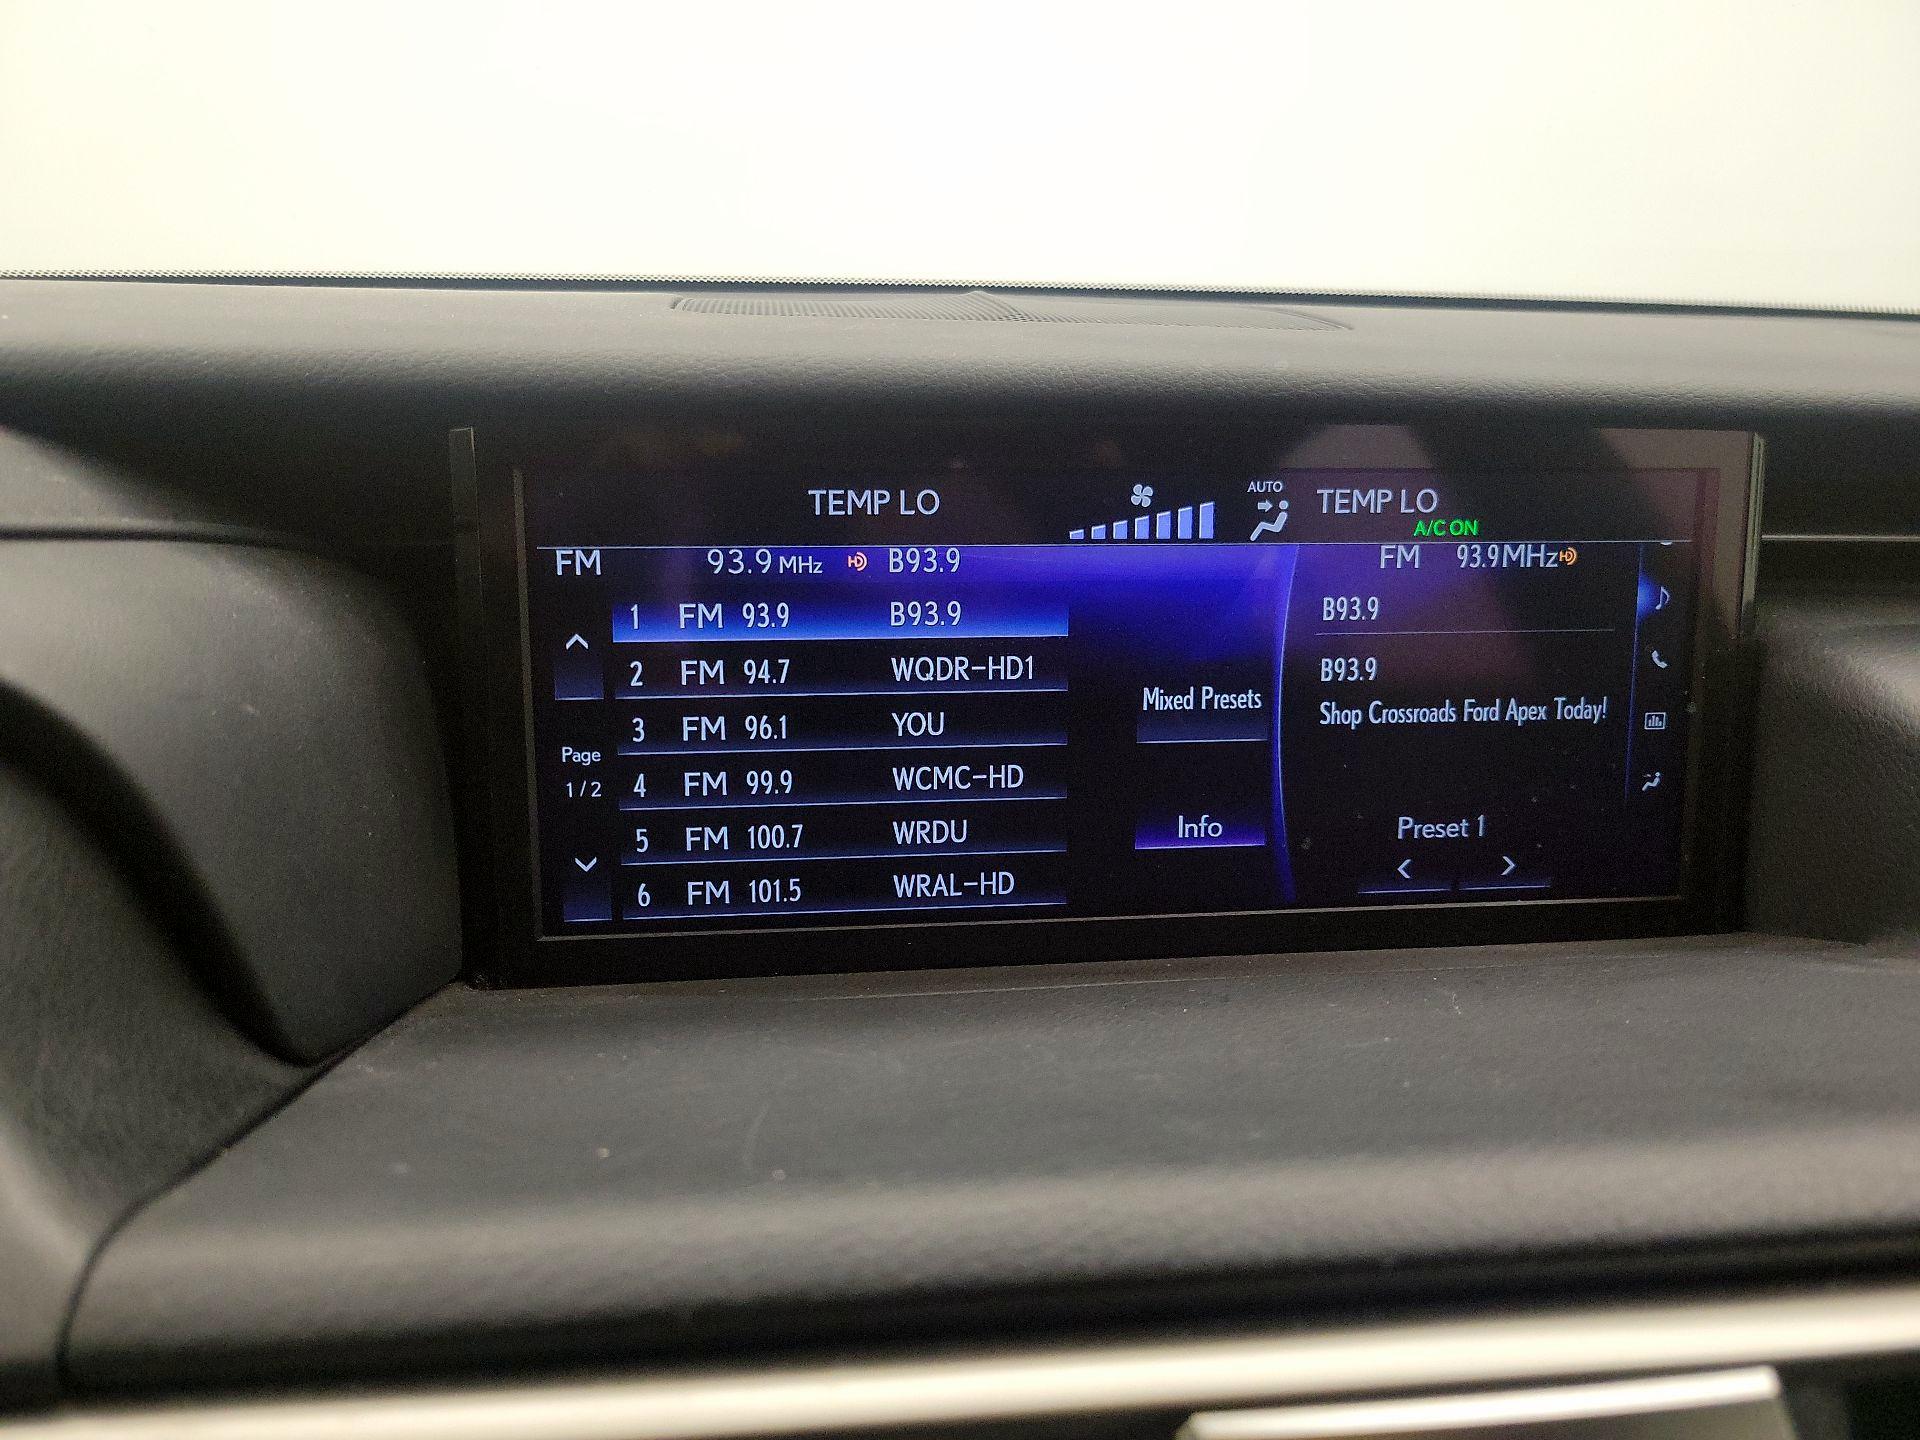 TEMP LO AUTO TEMP LO
A/C ON
FM 93.9 MHz HD B93.9
1 FM 93.9 B93.9
2 FM 94.7 WQDR-HD1
3 FM 96.1 YOU
4 FM 99.9 WCMC-HD
5 FM 100.7 WRDU
6 FM 101.5 WRAL-HD
Page
1/2
Mixed Presets
Info
FM 93.9MHz HD
B93.9
B93.9
Shop Crossroads Ford Apex Today!
Preset 1